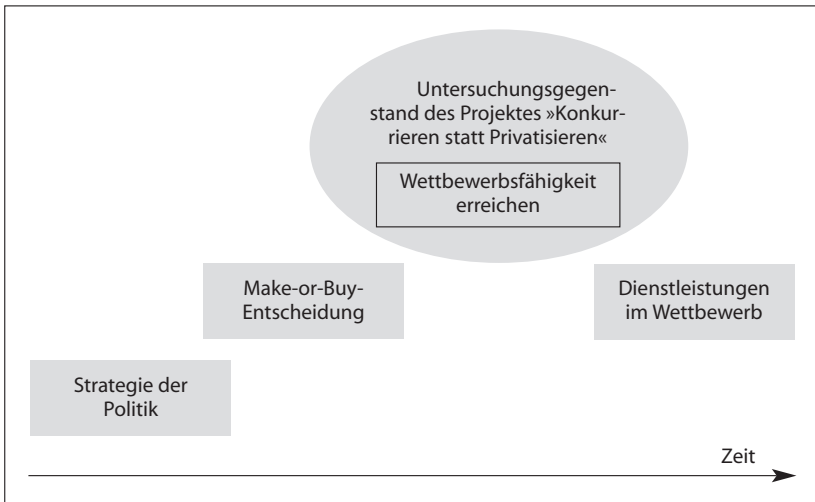 Untersuchungsgegen-
stand des Projektes »Konkur-
rieren statt Privatisieren«
Wettbewerbsfähigkeit
erreichen
Make-or-Buy-
Entscheidung
Dienstleistungen
im Wettbewerb
Strategie der
Politik
Zeit